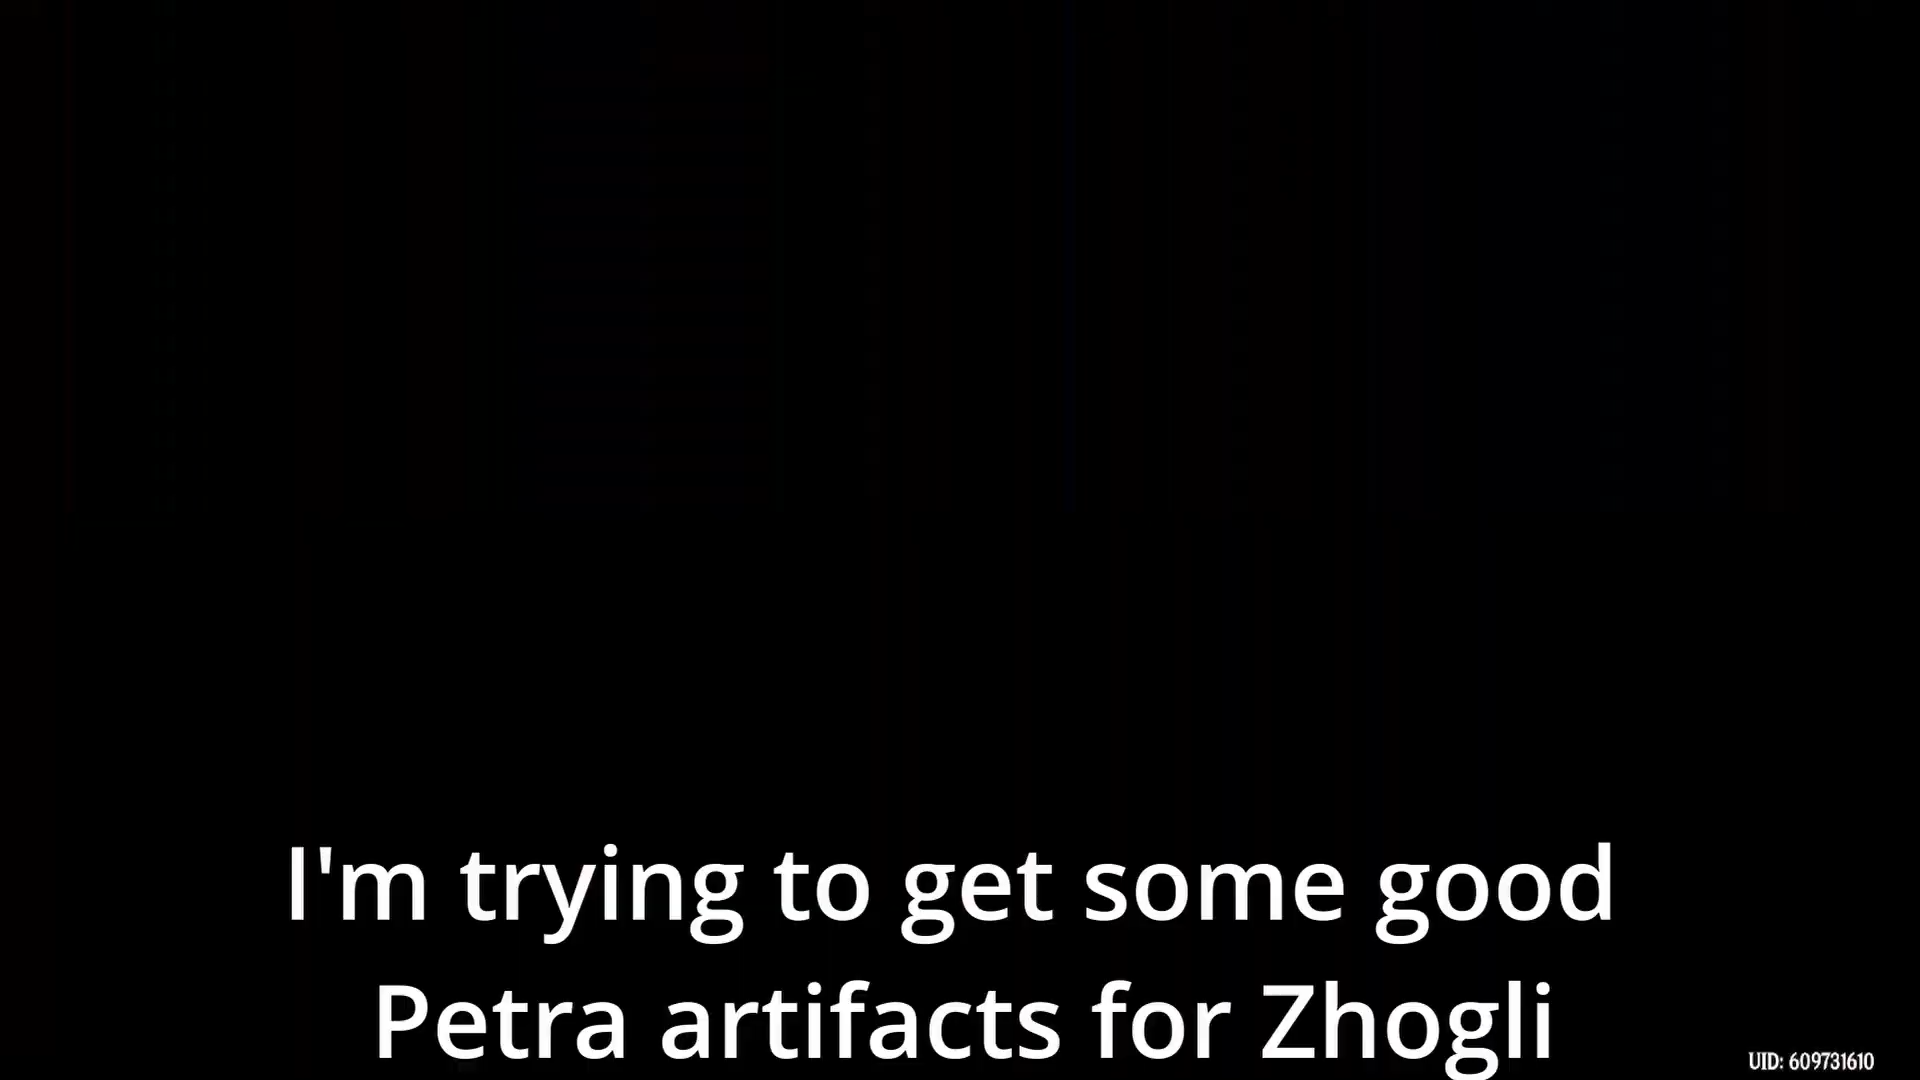 I'm trying to get some good
Petra artifacts for Zhogli
UID: 609731610